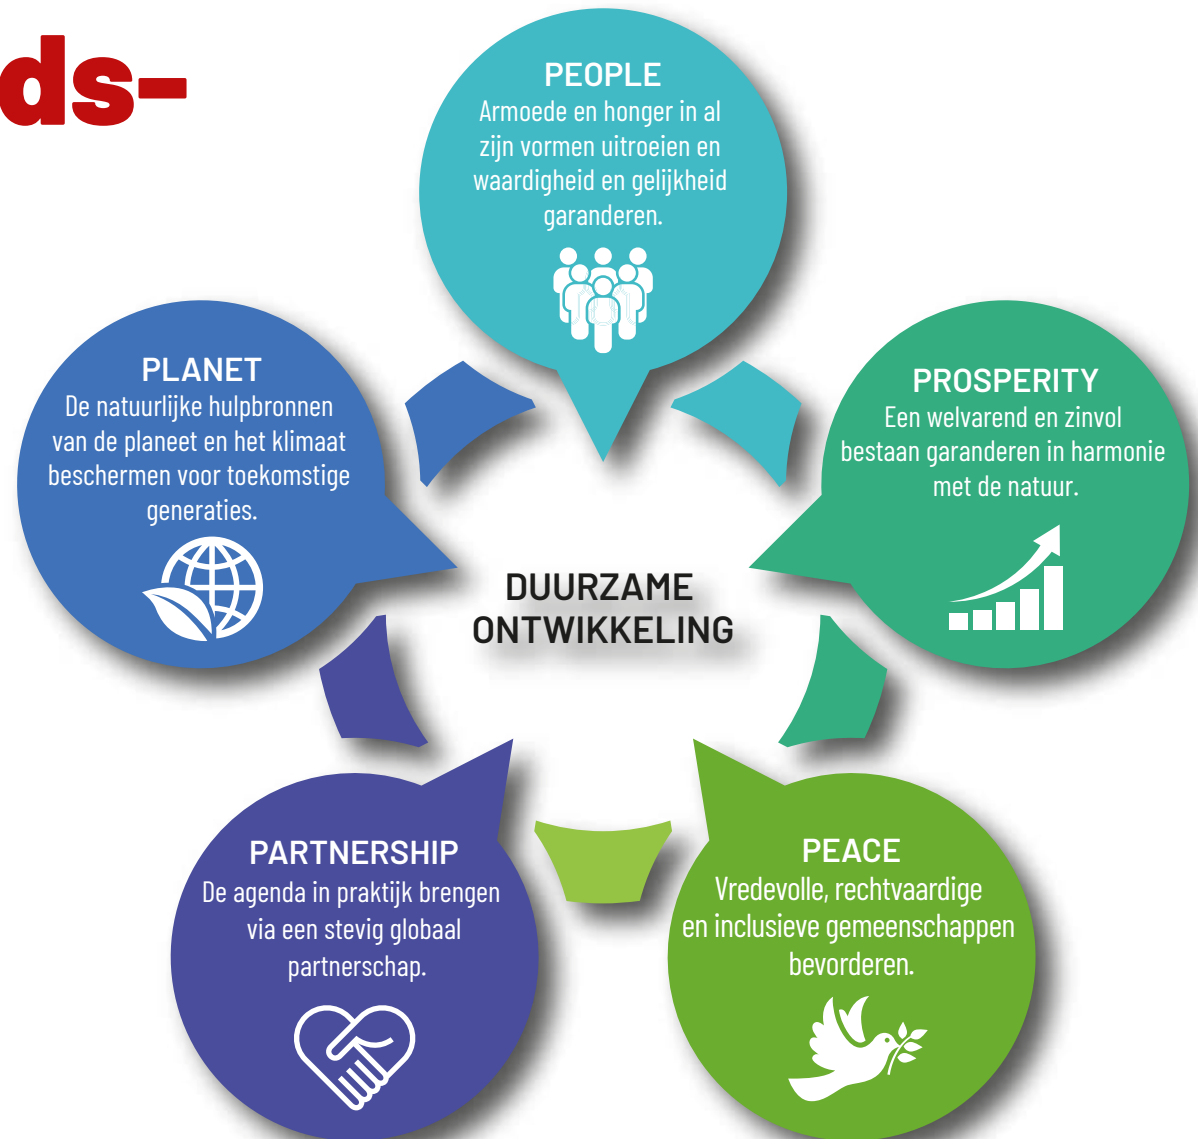 ds-
PEOPLE
Armoede en honger in al
zijn vormen uitroeien en
waardigheid en gelijkheid
garanderen.
PLANET
De natuurlijke hulpbronnen
van de planeet en het klimaat
beschermen voor toekomstige
generaties.
PROSPERITY
Een welvarend en zinvol
bestaan garanderen in harmonie
met de natuur.
DUURZAME
ONTWIKKELING
PARTNERSHIP
De agenda in praktijk brengen
via een stevig globaal
partnerschap.
PEACE
Vredevolle, rechtvaardige
en inclusieve gemeenschappen
bevorderen.